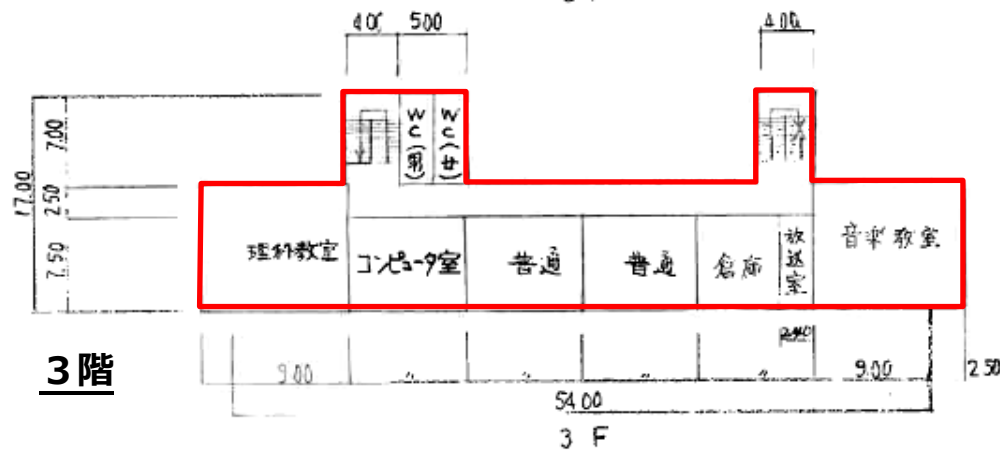 4.00 5.00 4.00
WC(男) WC(女)
17.00 7.00 2.50 7.50
理科教室 コンピュータ室 普通 普通 倉庫 放送室 音楽教室
3階
9.00 〃 〃 〃 〃 9.00 2.50
54.00
3 F